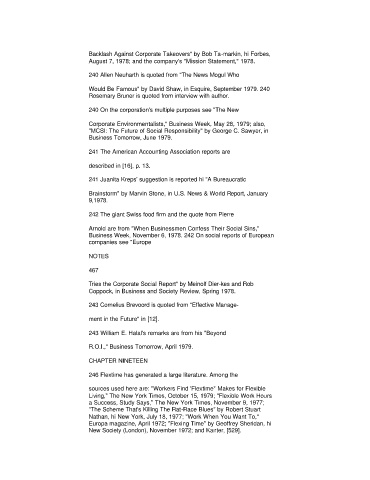 Backlash Against Corporate Takeovers" by Bob Ta-markin, hi Forbes,
August 7, 1978; and the company's "Mission Statement," 1978.
240 Allen Neuharth is quoted from "The News Mogul Who
Would Be Famous" by David Shaw, in Esquire, September 1979. 240
Rosemary Bruner is quoted from interview with author.
240 On the corporation's multiple purposes see "The New
Corporate Environmentalists," Business Week, May 28, 1979; also,
"MCSI: The Future of Social Responsibility" by George C. Sawyer, in
Business Tomorrow, June 1979.
241 The American Accounting Association reports are
described in [16], p. 13.
241 Juanita Kreps' suggestion is reported hi "A Bureaucratic
Brainstorm" by Marvin Stone, in U.S. News & World Report, January
9,1978.
242 The giant Swiss food firm and the quote from Pierre
Arnold are from "When Businessmen Confess Their Social Sins,"
Business Week, November 6, 1978. 242 On social reports of European
companies see "Europe
NOTES
467
Tries the Corporate Social Report" by Meinolf Dier-kes and Rob
Coppock, in Business and Society Review, Spring 1978.
243 Cornelius Brevoord is quoted from "Effective Manage-
ment in the Future" in [12].
243 William E. Halal's remarks are from his "Beyond
R.O.I.," Business Tomorrow, April 1979.
CHAPTER NINETEEN
246 Flextime has generated a large literature. Among the
sources used here are: "Workers Find 'Flextime' Makes for Flexible
Living," The New York Times, October 15, 1979; "Flexible Work Hours
a Success, Study Says," The New York Times, November 9, 1977;
"The Scheme That's Killing The Rat-Race Blues" by Robert Stuart
Nathan, hi New York, July 18, 1977; "Work When You Want To,"
Europa magazine, April 1972; "Flexing Time" by Geoffrey Sheridan, hi
New Society (London), November 1972; and Kanter, [529].